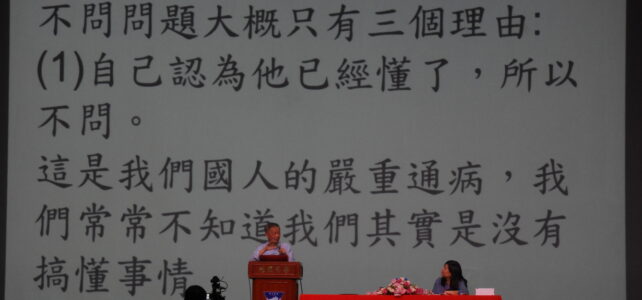 不問問題大概只有三個理由:
(1)自己認為他已經懂了，所以
不問。
這是我們國人的嚴重通病，我
們常常不知道我們其實是沒有
搞懂事情